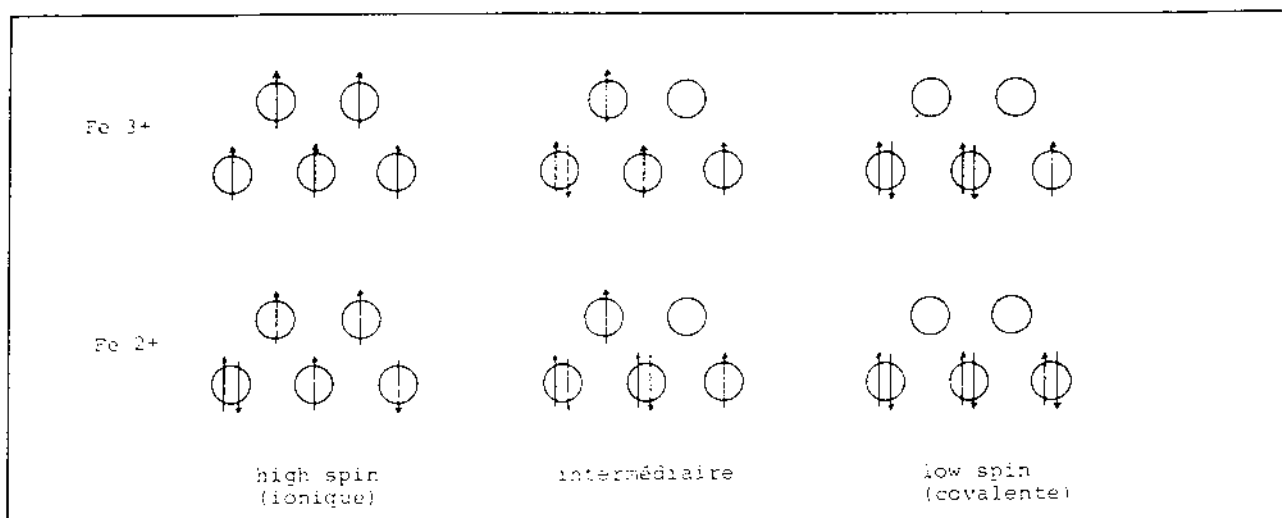 Fe 3+
Fe 2+
high spin
(ionique)
intermédiaire
low spin
(covalente)